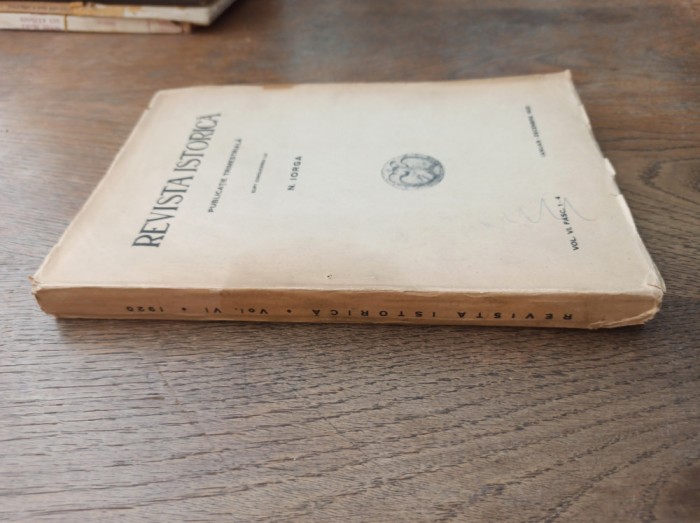 REVISTA ISTORICA
PUBLICAȚIE TRIMESTRIALĂ
N. IORGA
VOL. VI. FASC. 1-4
REVISTA ISTORICA • Vol. VI • 1920